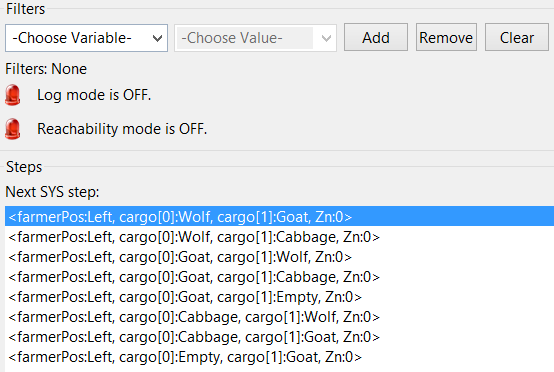 Filters
-Choose Variable- -Choose Value- Add Remove Clear
Filters: None
Log mode is OFF.
Reachability mode is OFF.
Steps
Next SYS step:
<farmerPos:Left, cargo[0]:Wolf, cargo[1]:Goat, Zn:0>
<farmerPos:Left, cargo[0]:Wolf, cargo[1]:Cabbage, Zn:0>
<farmerPos:Left, cargo[0]:Goat, cargo[1]:Wolf, Zn:0>
<farmerPos:Left, cargo[0]:Goat, cargo[1]:Cabbage, Zn:0>
<farmerPos:Left, cargo[0]:Goat, cargo[1]:Empty, Zn:0>
<farmerPos:Left, cargo[0]:Cabbage, cargo[1]:Wolf, Zn:0>
<farmerPos:Left, cargo[0]:Cabbage, cargo[1]:Goat, Zn:0>
<farmerPos:Left, cargo[0]:Empty, cargo[1]:Goat, Zn:0>